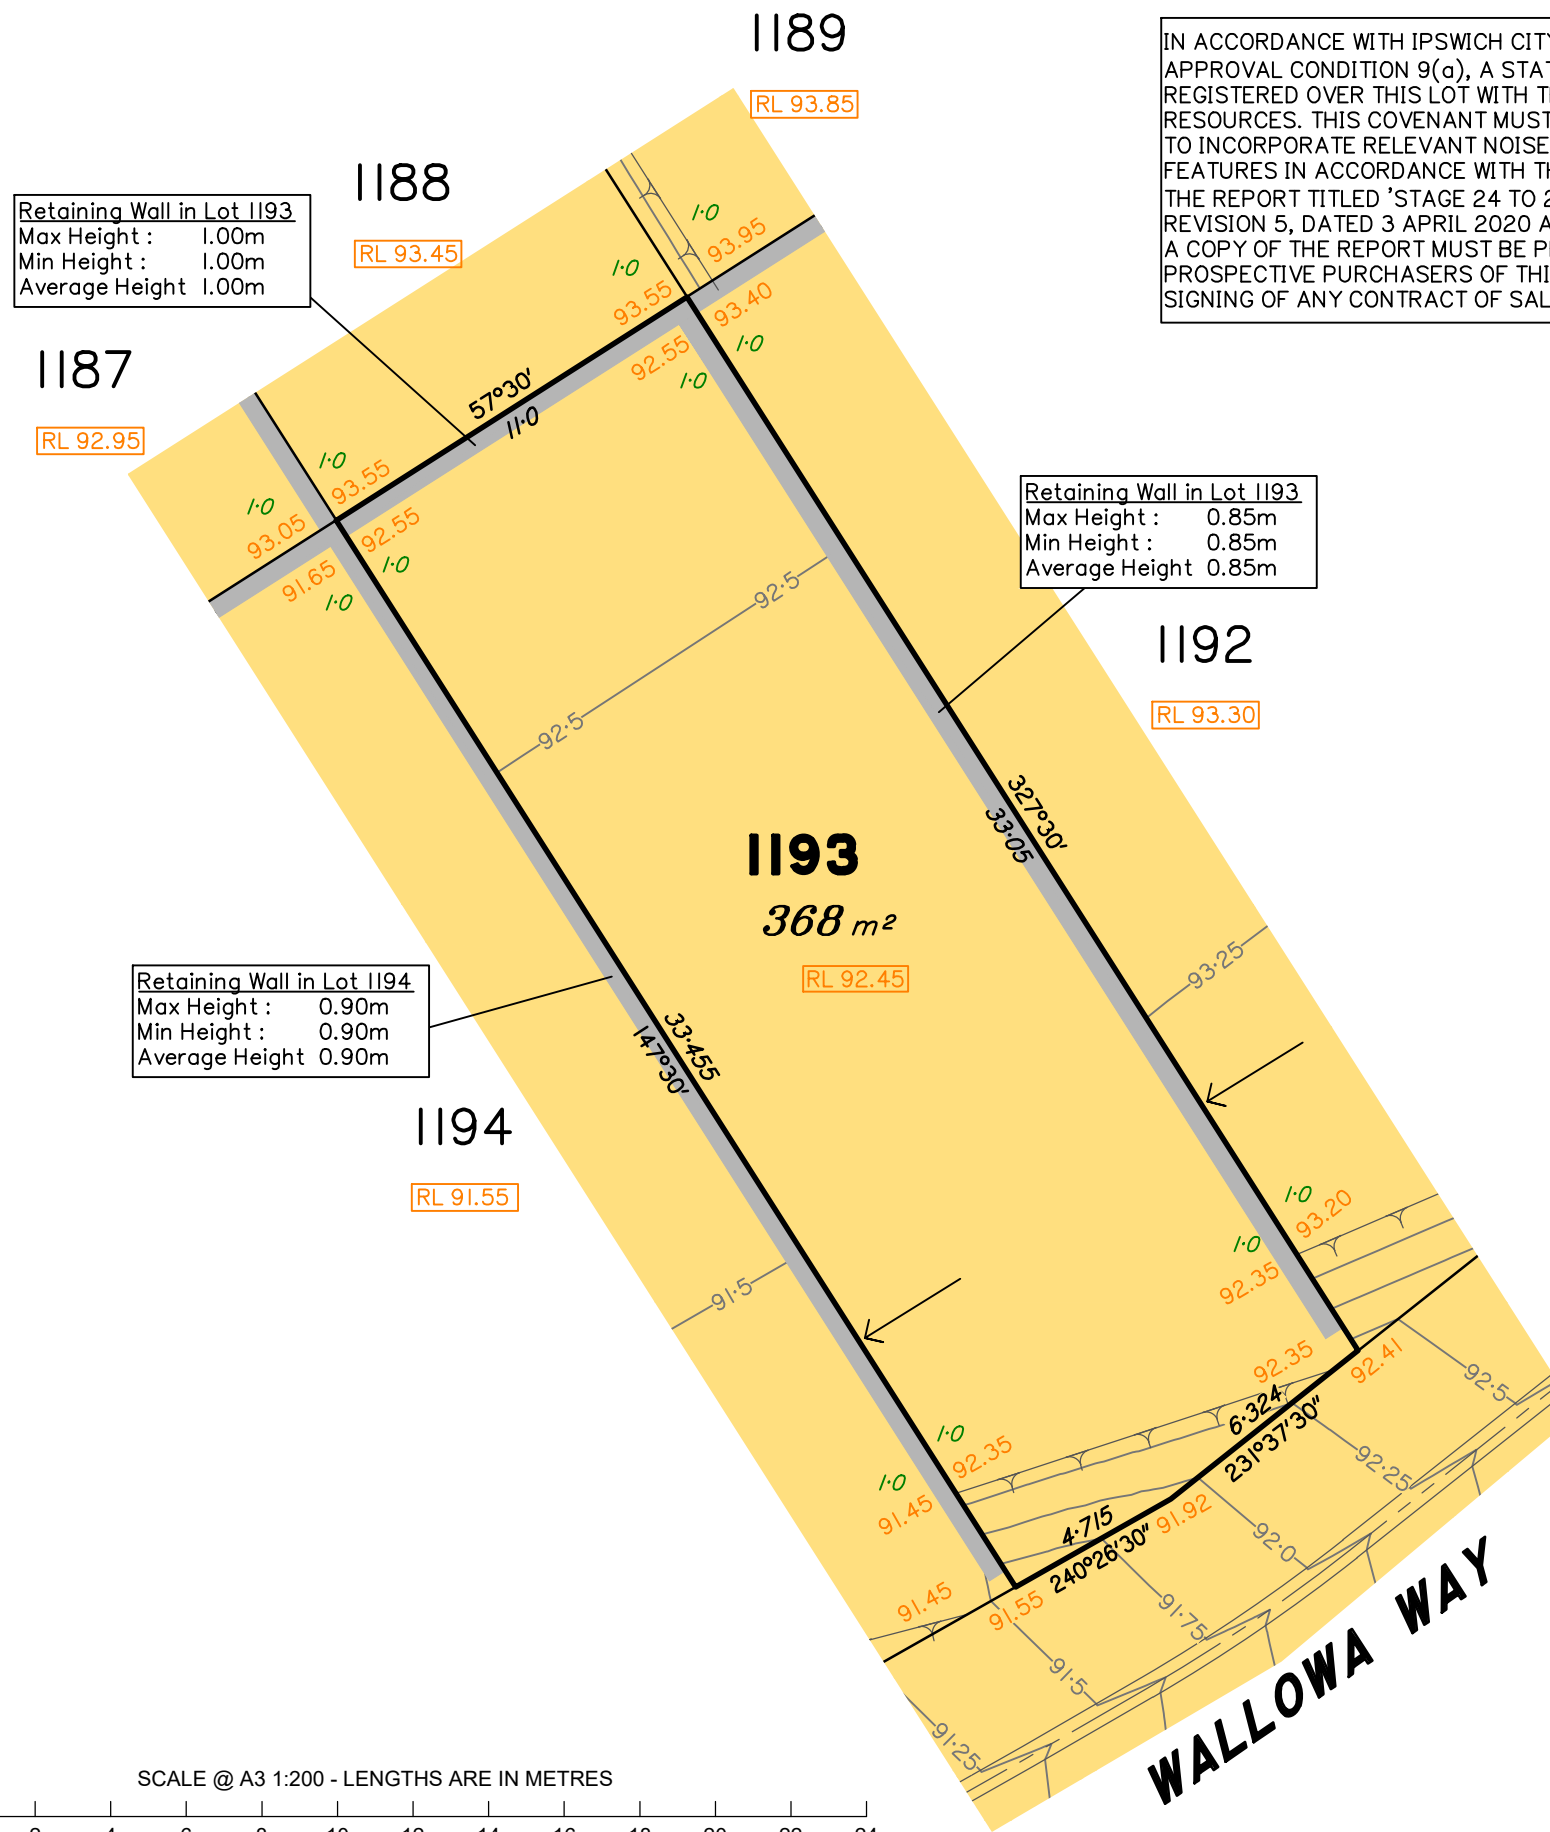 1189
RL 93.85
IN ACCORDANCE WITH IPSWICH CITY
APPROVAL CONDITION 9(a), A STAT
REGISTERED OVER THIS LOT WITH
RESOURCES. THIS COVENANT MUST
TO INCORPORATE RELEVANT NOISE
FEATURES IN ACCORDANCE WITH
THE REPORT TITLED 'STAGE 24 TO 2
REVISION 5, DATED 3 APRIL 2020 A
A COPY OF THE REPORT MUST BE
PROSPECTIVE PURCHASERS OF
SIGNING OF ANY CONTRACT OF
1188
RL 93.45
Retaining Wall in Lot 1193
Max Height : 1.00m
Min Height : 1.00m
Average Height 1.00m
1.0
93.95
1.0
93.55
93.40
1.0
92.55
1.0
1187
RL 92.95
57°30'
11.0
1.0
93.55
1.0
93.05
92.55
1.0
91.65
1.0
Retaining Wall in Lot 1193
Max Height : 0.85m
Min Height : 0.85m
Average Height 0.85m
92.5
92.5
1192
RL 93.30
327°30'
33.05
1193
368 m²
RL 92.45
93.25
Retaining Wall in Lot 1194
Max Height : 0.90m
Min Height : 0.90m
Average Height 0.90m
33.455
147°30'
1194
RL 91.55
1.0
93.20
1.0
92.35
91.5
92.35
92.41
92.5
6.324
231°37'30"
92.25
1.0
92.35
1.0
91.45
4.715
240°26'30"
91.92
92.0
91.45
91.55
91.75
91.5
91.25
WALLOWA WAY
SCALE @ A3 1:200 - LENGTHS ARE IN METRES